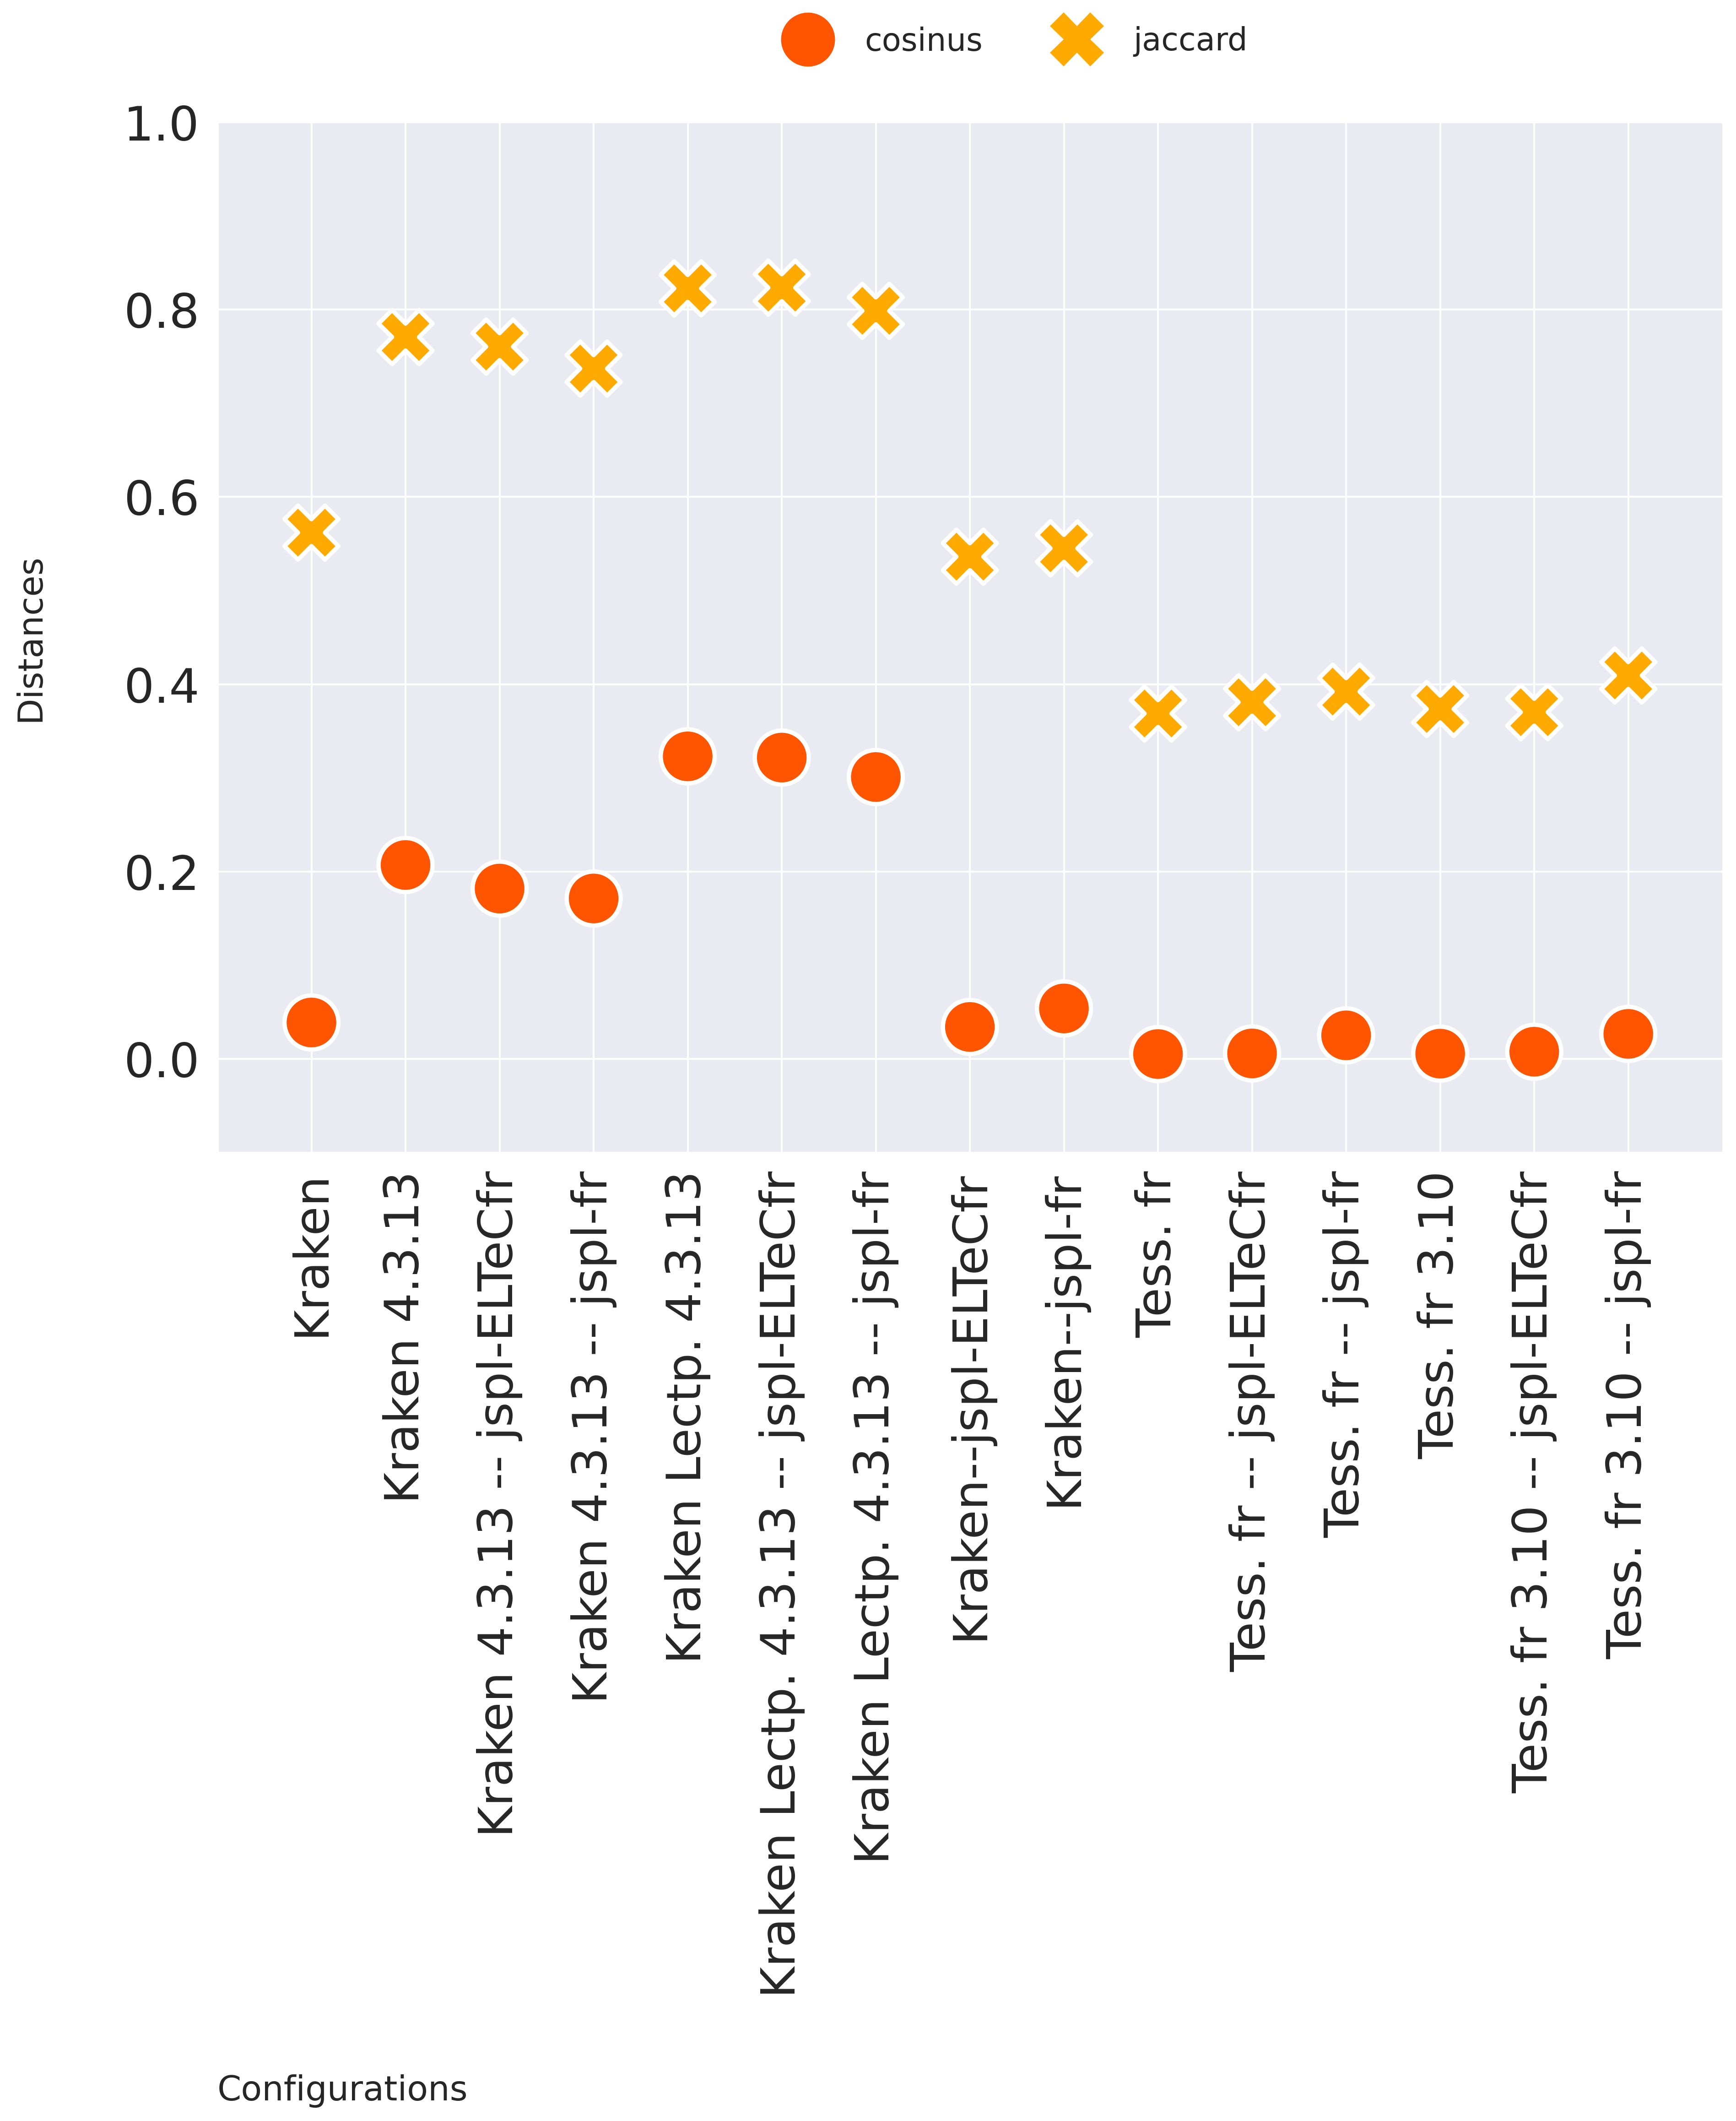 cosinus
jaccard
1.0
0.8
0.6
0.4
0.2
0.0
Distances
Kraken
Kraken 4.3.13
Kraken 4.3.13 -- jspl-ELTeCfr
Kraken 4.3.13 -- jspl-fr
Kraken Lectp. 4.3.13
Kraken Lectp. 4.3.13 -- jspl-ELTeCfr
Kraken Lectp. 4.3.13 -- jspl-fr
Kraken--jspl-ELTeCfr
Kraken--jspl-fr
Tess. fr
Tess. fr -- jspl-ELTeCfr
Tess. fr -- jspl-fr
Tess. fr 3.10
Tess. fr 3.10 -- jspl-ELTeCfr
Tess. fr 3.10 -- jspl-fr
Configurations